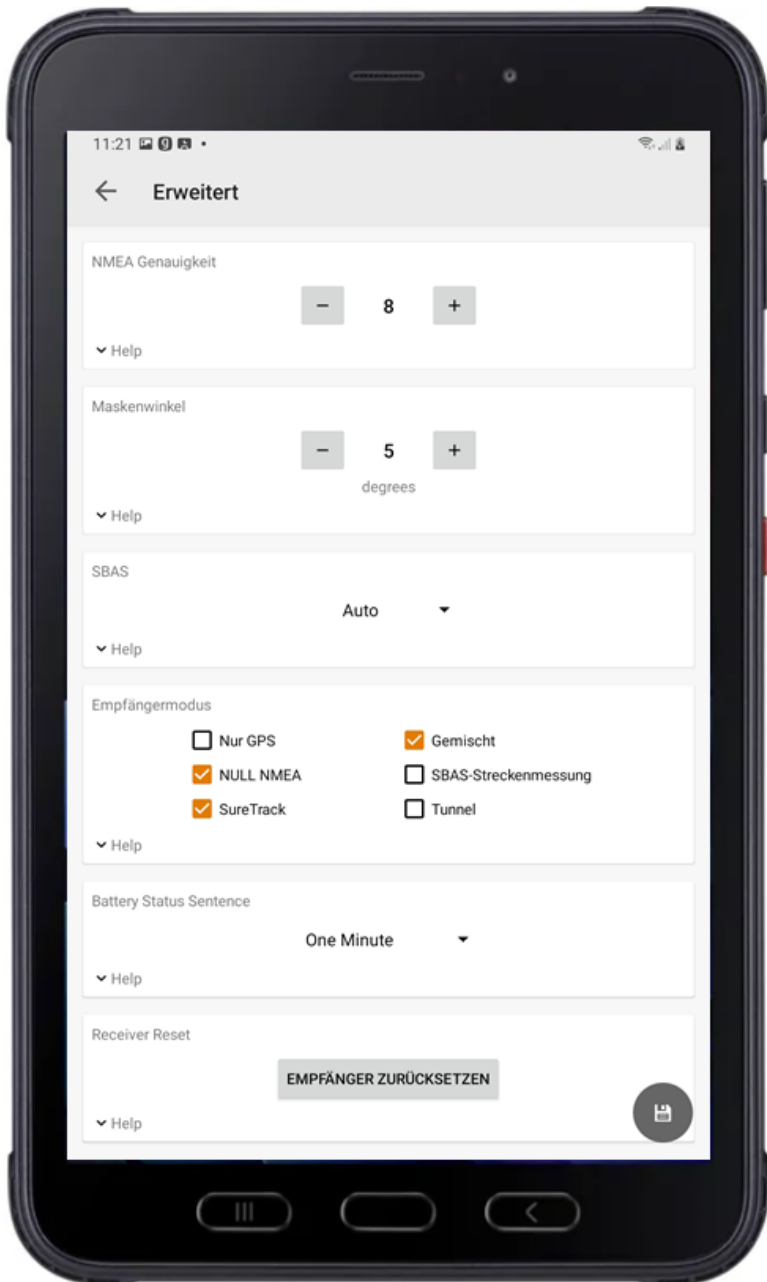 11:21
Erweitert
NMEA Genauigkeit
− 8 +
Help
Maskenwinkel
− 5 +
degrees
Help
SBAS
Auto
Help
Empfängermodus
Nur GPS Gemischt
NULL NMEA SBAS-Streckenmessung
SureTrack Tunnel
Help
Battery Status Sentence
One Minute
Help
Receiver Reset
EMPFÄNGER ZURÜCKSETZEN
Help